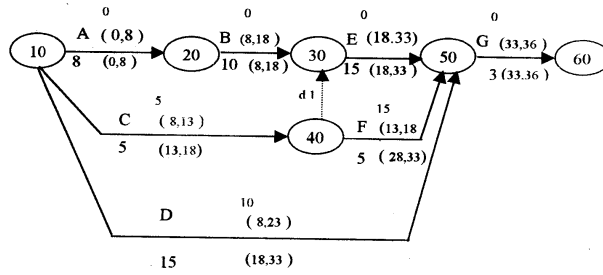 0
0
0
0
A (0,8)
B (8,18)
E (18.33)
G (33,36)
10
20
30
50
60
8 (0,8)
10 (8,18)
15 (18,33)
3 (33.36)
5
d 1
15
C (8,13)
F (13,18
40
5 (13,18)
5 (28,33)
10
D (8,23)
15 (18,33)